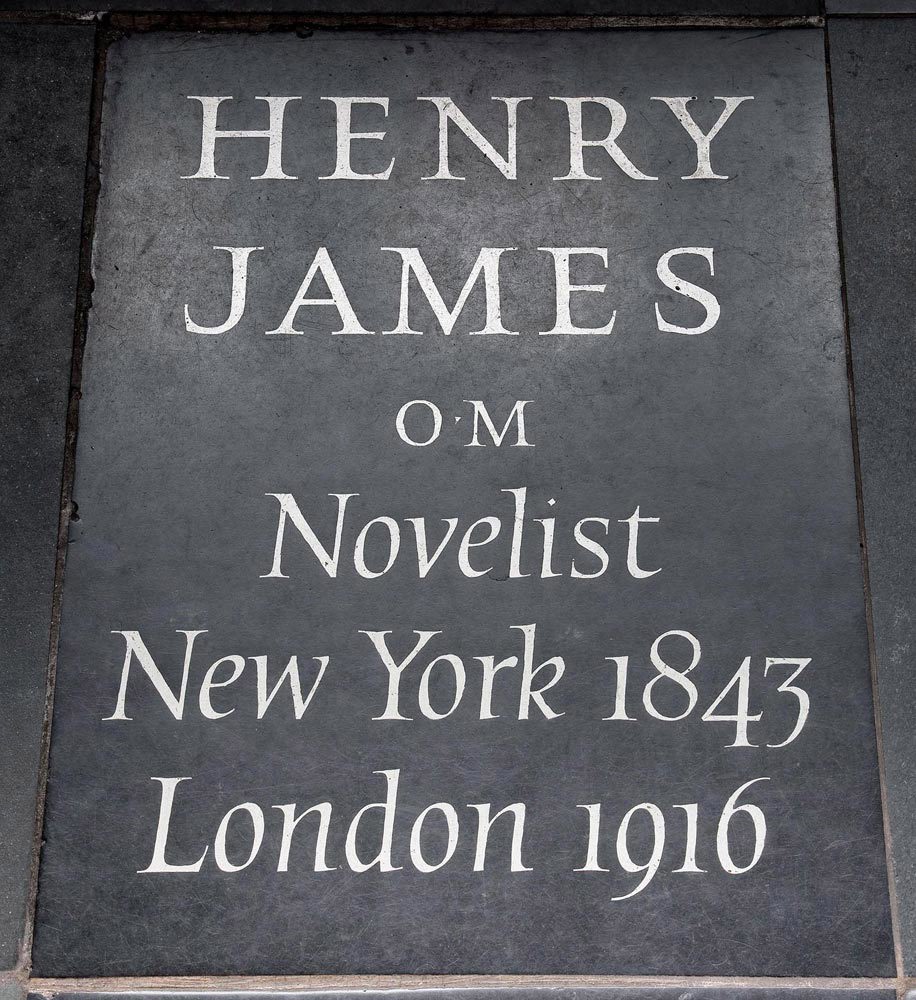 HENRY
JAMES
O·M
Novelist
New York 1843
London 1916